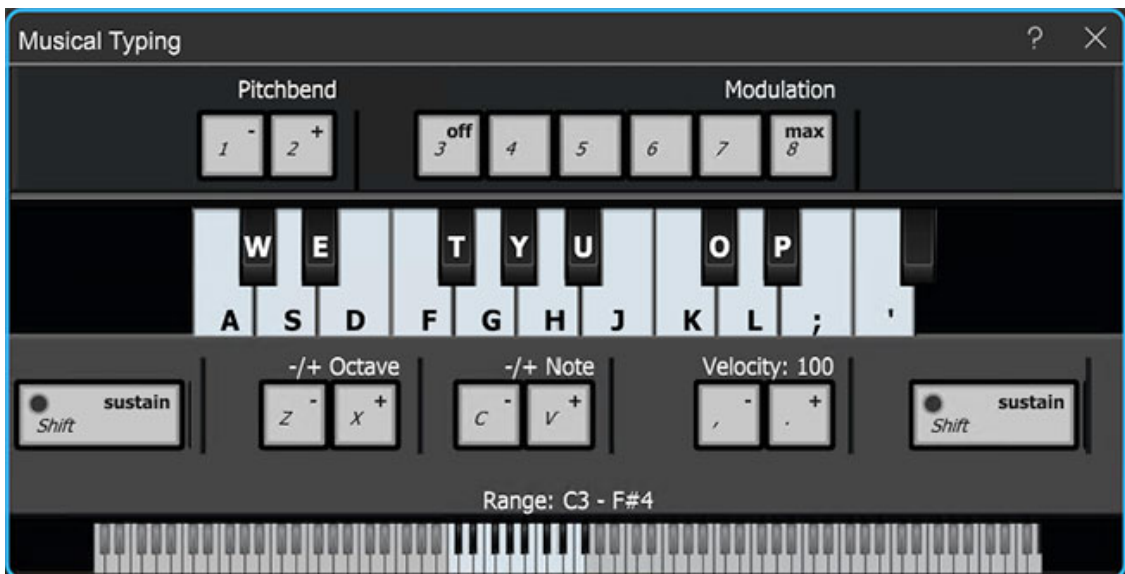 Musical Typing ? ×
Pitchbend Modulation
1 - 2 + 3 off 4 5 6 7 8 max
W E T Y U O P
A S D F G H J K L ; '
-/+ Octave -/+ Note Velocity: 100
Shift sustain Z - X + C - V + , - . + Shift sustain
Range: C3 - F#4